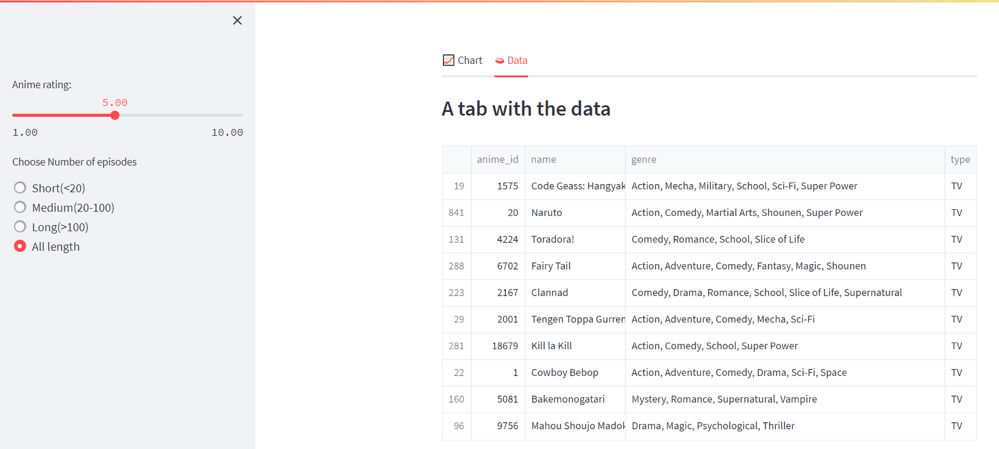 Anime rating:
5.00
1.00 10.00
Choose Number of episodes
Short(<20)
Medium(20-100)
Long(>100)
All length
Chart Data
A tab with the data
anime_id name genre type
19 1575 Code Geass: Hangyak Action, Mecha, Military, School, Sci-Fi, Super Power TV
841 20 Naruto Action, Comedy, Martial Arts, Shounen, Super Power TV
131 4224 Toradora! Comedy, Romance, School, Slice of Life TV
288 6702 Fairy Tail Action, Adventure, Comedy, Fantasy, Magic, Shounen TV
223 2167 Clannad Comedy, Drama, Romance, School, Slice of Life, Supernatural TV
29 2001 Tengen Toppa Gurren Action, Adventure, Comedy, Mecha, Sci-Fi TV
281 18679 Kill la Kill Action, Comedy, School, Super Power TV
22 1 Cowboy Bebop Action, Adventure, Comedy, Drama, Sci-Fi, Space TV
160 5081 Bakemonogatari Mystery, Romance, Supernatural, Vampire TV
96 9756 Mahou Shoujo Madok Drama, Magic, Psychological, Thriller TV